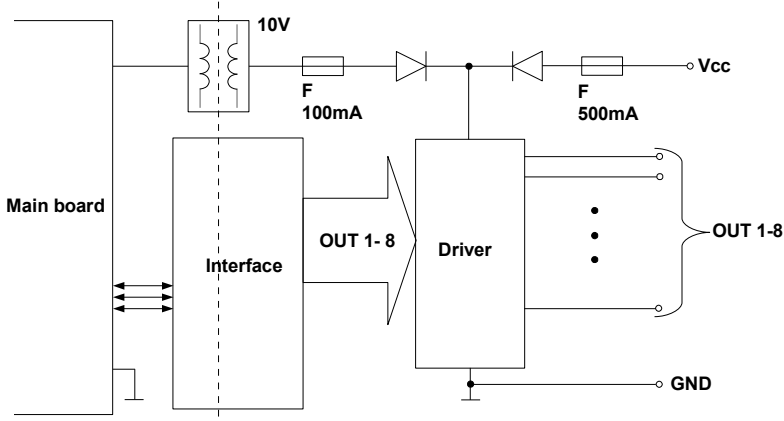 10V
F
100mA
F
500mA
Vcc
Main board
Interface
OUT 1- 8
Driver
OUT 1-8
GND